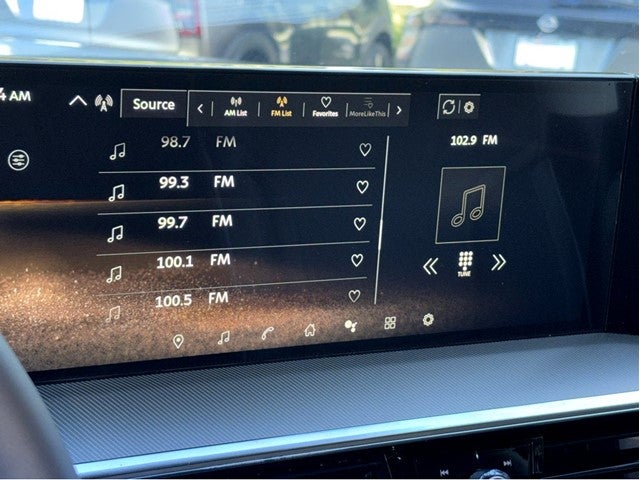 4 AM
Source
AM List
FM List
Favorites
MoreLikeThis
98.7 FM
99.3 FM
99.7 FM
100.1 FM
100.5 FM
102.9 FM
TUNE